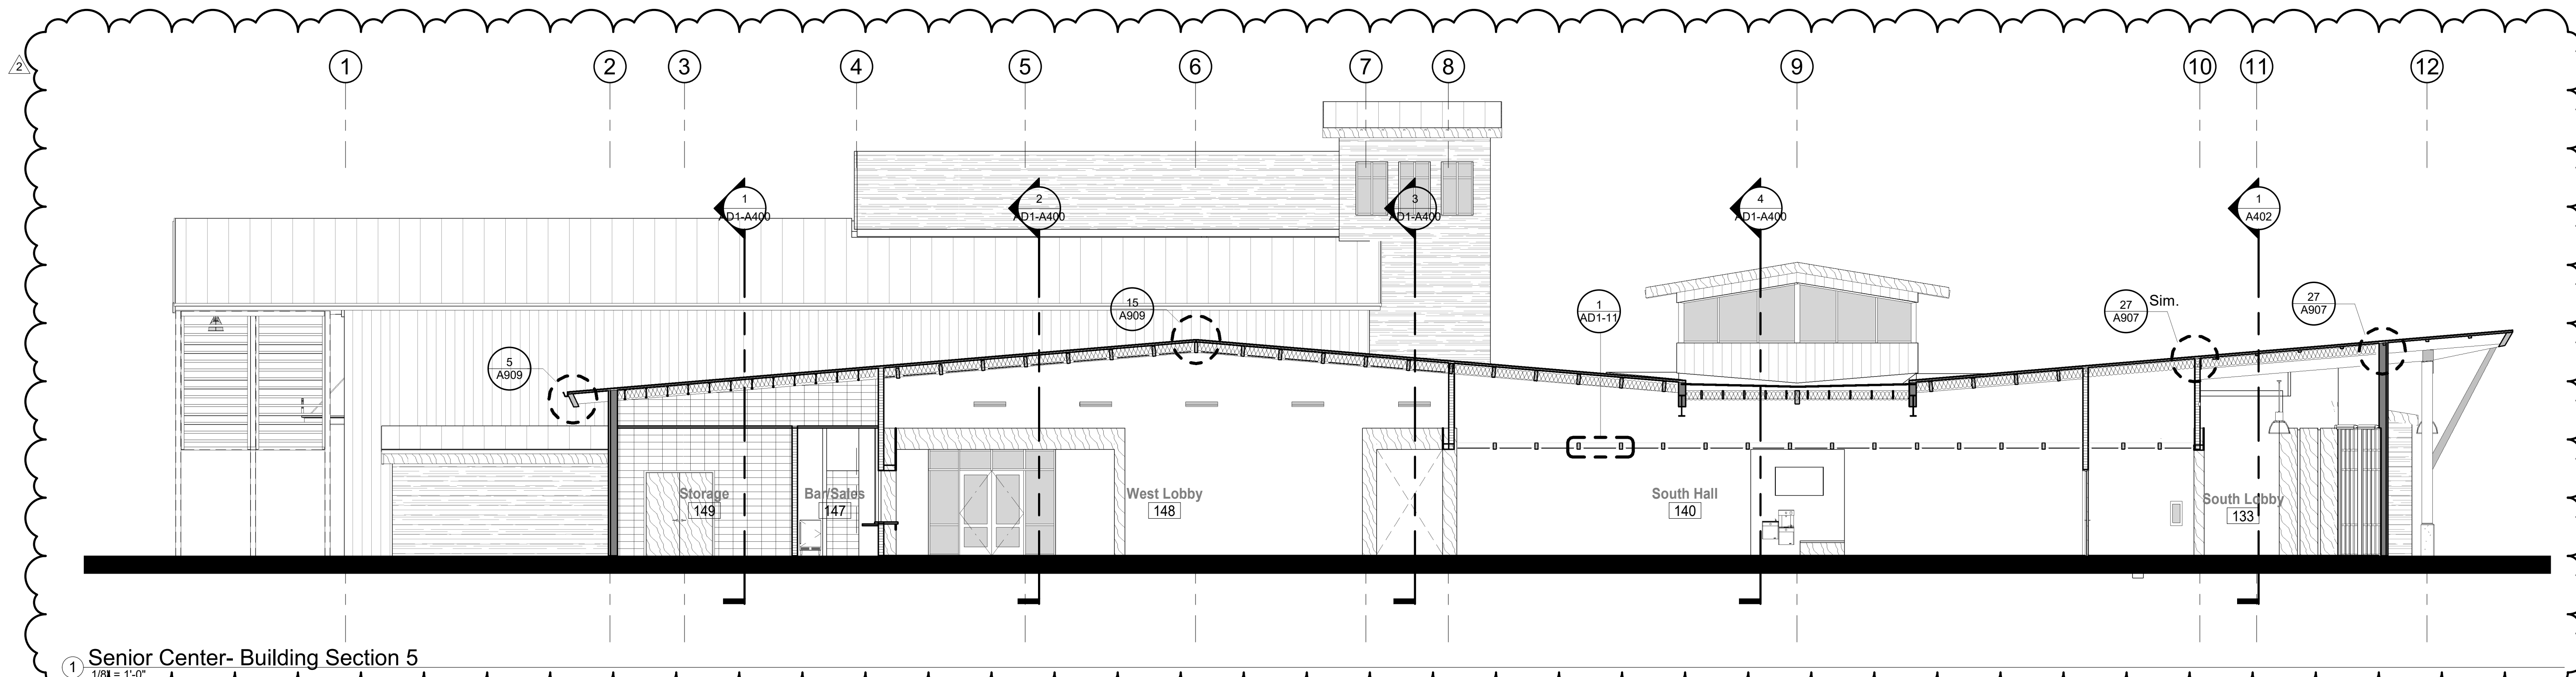 2
1
2
3
4
5
6
7
8
9
10
11
12
1
AD1-A400
2
AD1-A400
3
AD1-A400
4
AD1-A400
1
A402
5
A909
15
A909
1
AD1-11
27
A907
Sim.
27
A907
Storage
149
Bar/Sales
147
West Lobby
148
South Hall
140
South Lobby
133
1
Senior Center- Building Section 5
1/8" = 1'-0"